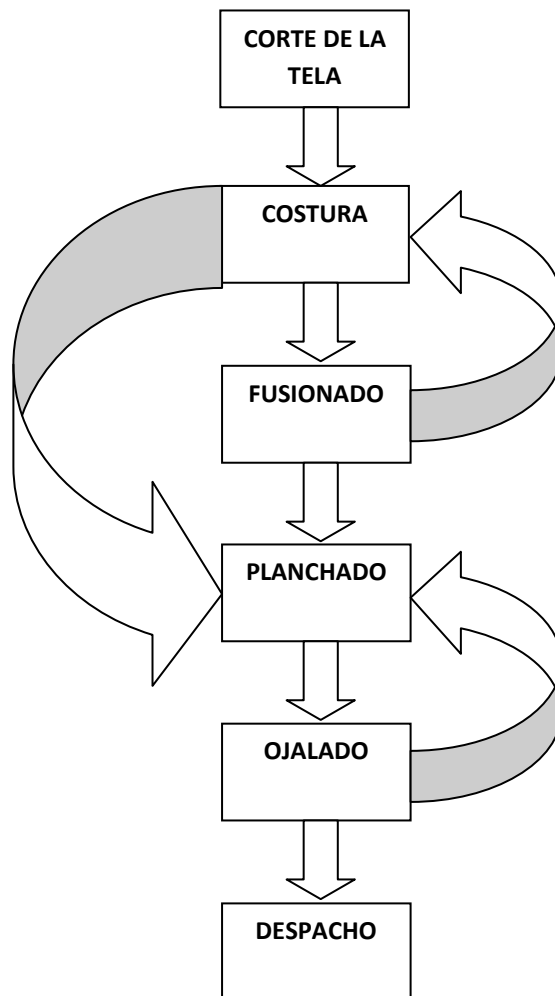 CORTE DE LA
TELA
COSTURA
FUSIONADO
PLANCHADO
OJALADO
DESPACHO